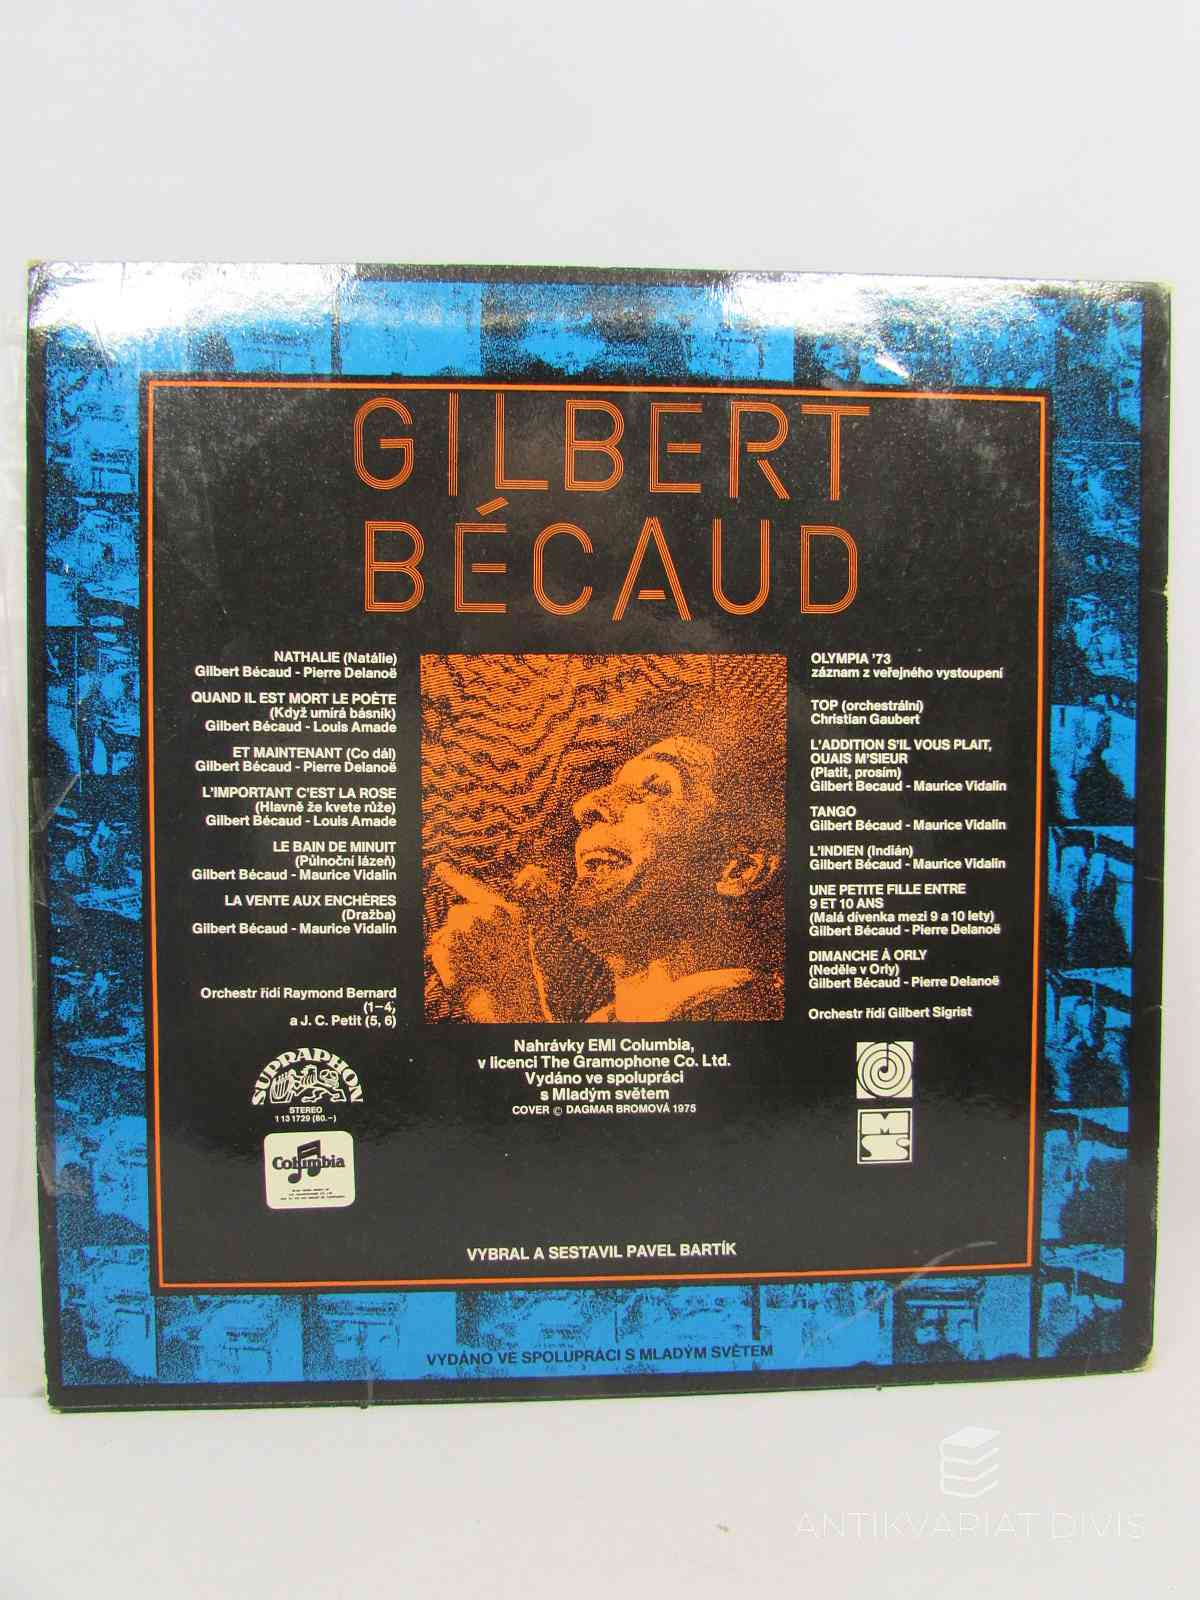 GILBERT
BÉCAUD
NATHALIE (Natálie)
Gilbert Bécaud - Pierre Delanoë
QUAND IL EST MORT LE POÈTE
(Když umírá básník)
Gilbert Bécaud - Louis Amade
ET MAINTENANT (Co dál)
Gilbert Bécaud - Pierre Delanoë
L'IMPORTANT C'EST LA ROSE
(Hlavně že kvete růže)
Gilbert Bécaud - Louis Amade
LE BAIN DE MINUIT
(Půlnoční lázeň)
Gilbert Bécaud - Maurice Vidalin
LA VENTE AUX ENCHÈRES
(Dražba)
Gilbert Bécaud - Maurice Vidalin
Orchestr řídí Raymond Bernard
(1–4,
a J. C. Petit (5, 6)
OLYMPIA '73
záznam z veřejného vystoupení
TOP (orchestrální)
Christian Gaubert
L'ADDITION S'IL VOUS PLAIT,
OUAIS M'SIEUR
(Platit, prosím)
Gilbert Becaud - Maurice Vidalin
TANGO
Gilbert Bécaud - Maurice Vidalin
L'INDIEN (Indián)
Gilbert Bécaud - Maurice Vidalin
UNE PETITE FILLE ENTRE
9 ET 10 ANS
(Malá dívenka mezi 9 a 10 lety)
Gilbert Bécaud - Pierre Delanoë
DIMANCHE À ORLY
(Neděle v Orly)
Gilbert Bécaud - Pierre Delanoë
Orchestr řídí Gilbert Sigrist
Nahrávky EMI Columbia,
v licenci The Gramophone Co. Ltd.
Vydáno ve spolupráci
s Mladým světem
COVER © DAGMAR BROMOVÁ 1975
SUPRAPHON
STEREO
1 13 1729 (80.–)
Columbia
M
S S
VYBRAL A SESTAVIL PAVEL BARTÍK
VYDÁNO VE SPOLUPRÁCI S MLADÝM SVĚTEM
ANTIKVARIAT DIVIS